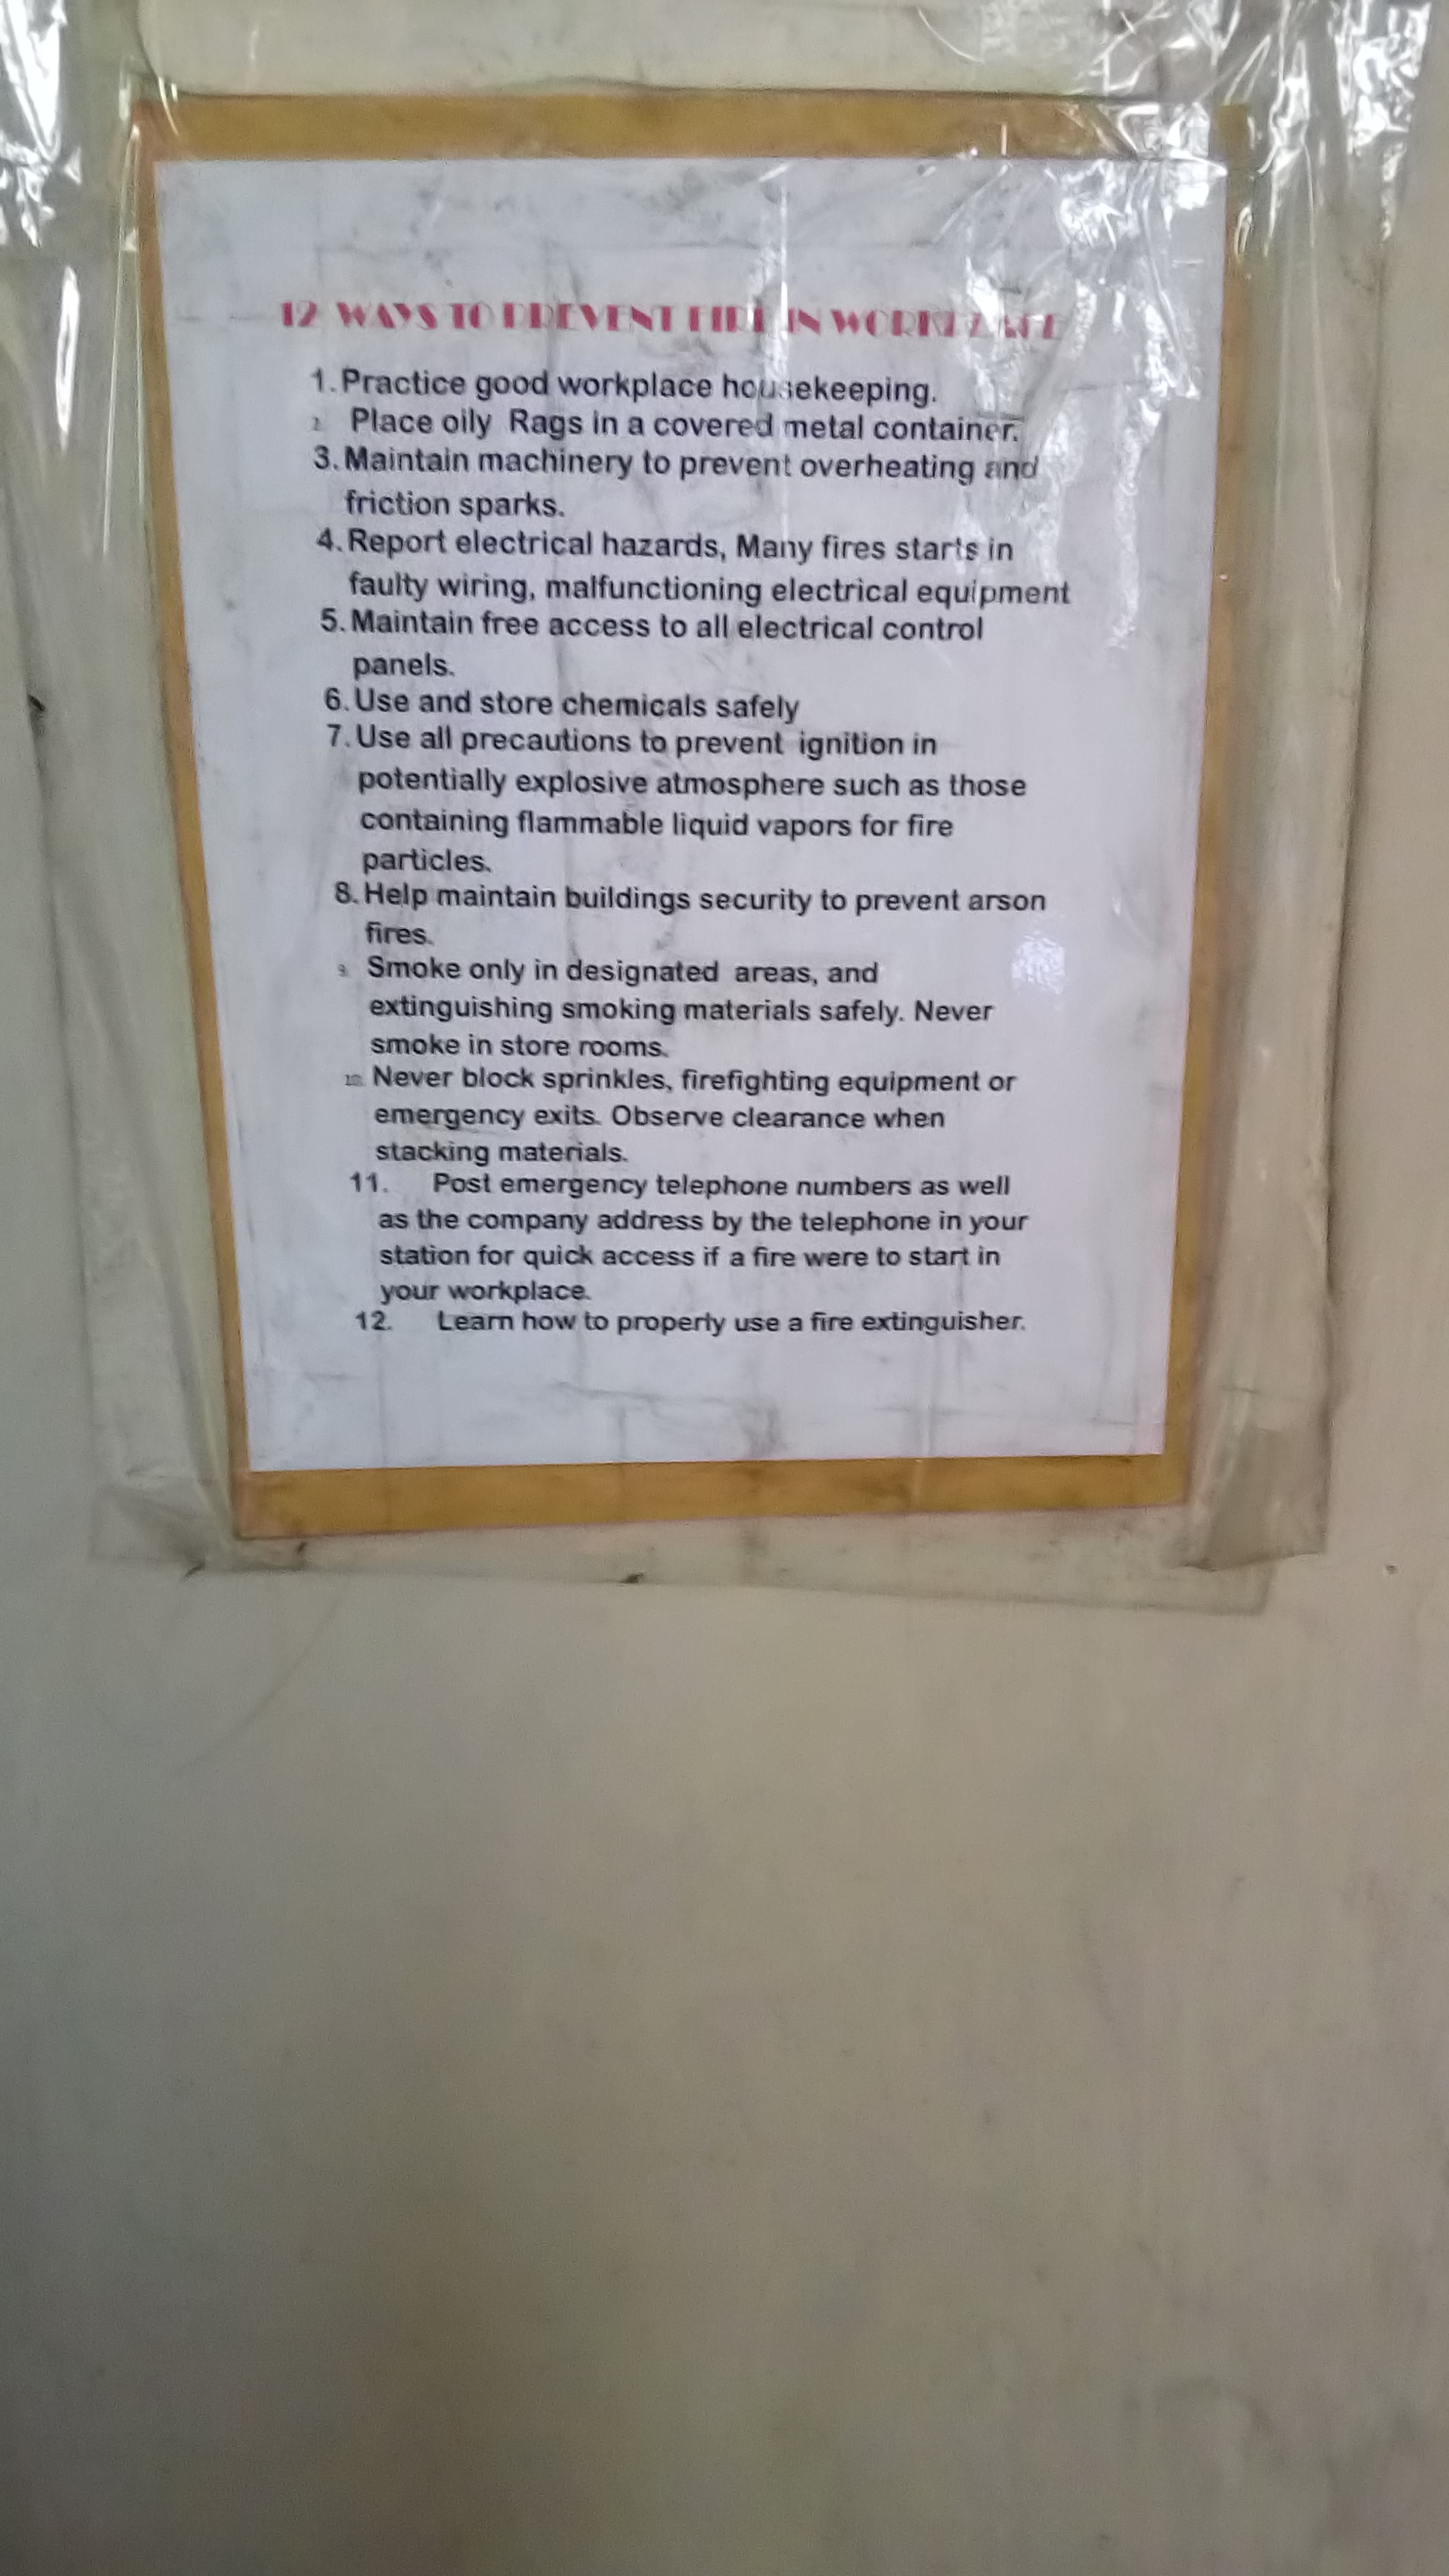 12 WAYS TO PREVENT FIRE IN WORKPLACE
1. Practice good workplace housekeeping.
2. Place oily Rags in a covered metal container.
3. Maintain machinery to prevent overheating and
friction sparks.
4. Report electrical hazards, Many fires starts in
faulty wiring, malfunctioning electrical equipment
5. Maintain free access to all electrical control
panels.
6. Use and store chemicals safely
7. Use all precautions to prevent ignition in
potentially explosive atmosphere such as those
containing flammable liquid vapors for fire
particles.
8. Help maintain buildings security to prevent arson
fires.
9. Smoke only in designated areas, and
extinguishing smoking materials safely. Never
smoke in store rooms.
10. Never block sprinkles, firefighting equipment or
emergency exits. Observe clearance when
stacking materials.
11. Post emergency telephone numbers as well
as the company address by the telephone in your
station for quick access if a fire were to start in
your workplace.
12. Learn how to properly use a fire extinguisher.